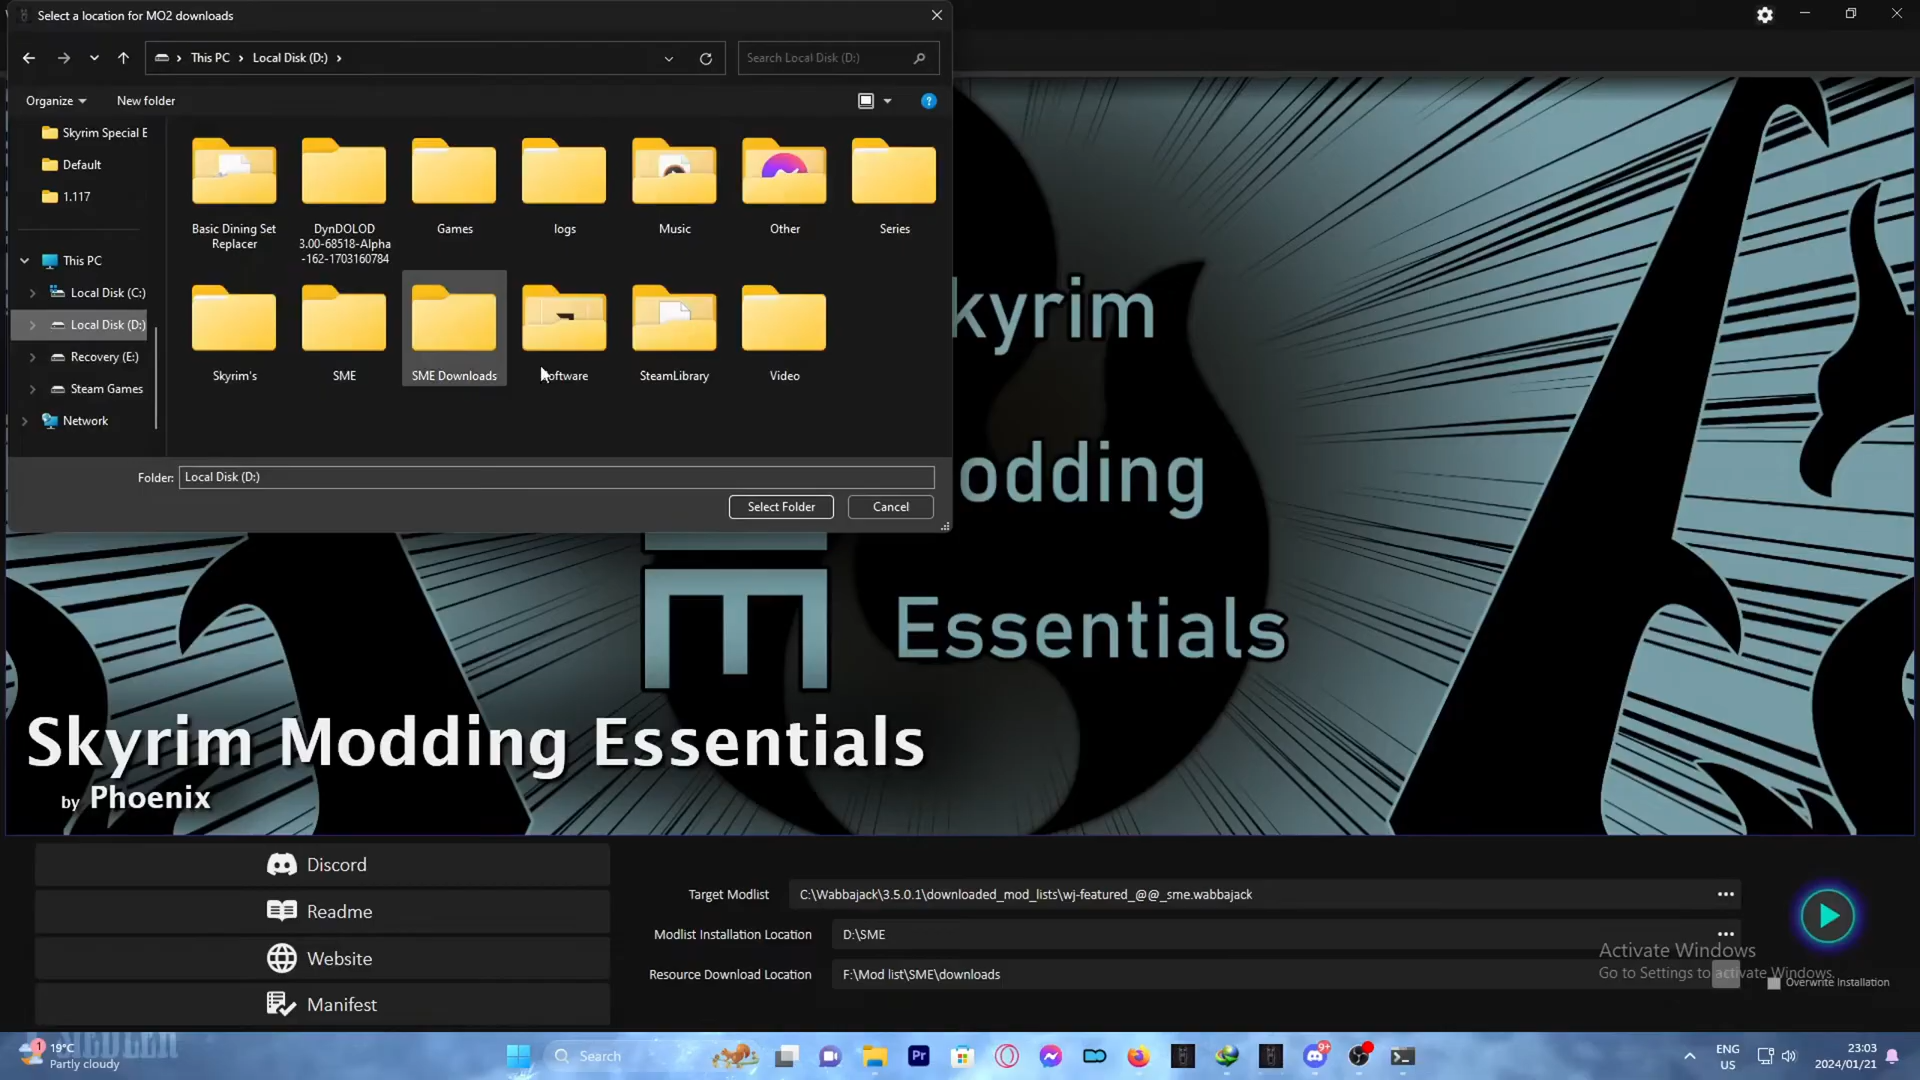 Select a location for MO2 downloads
This PC
Local Disk (D:)
Search Local Disk (D:)
Organize
New folder
Skyrim Special E
Default
1.117
This PC
Local Disk (C:)
Local Disk (D:)
Recovery (E:)
Steam Games
Network
Basic Dining Set
Replacer
DynDOLOD
3.00-68518-Alpha
-162-1703160784
Games
logs
Music
Other
Series
Skyrim's
SME
SME Downloads
Software
SteamLibrary
Video
Folder: Local Disk (D:)
Select Folder
Cancel
kyrim
odding
Essentials
Skyrim Modding Essentials
by Phoenix
Discord
Readme
Website
Manifest
Target Modlist
C:\Wabbajack\3.5.0.1\downloaded_mod_lists\wj-featured_@@_sme.wabbajack
Modlist Installation Location
D:\SME
Resource Download Location
F:\Mod list\SME\downloads
Activate Windows
Go to Settings to activate Windows.
Overwrite Installation
1
19°C
Partly cloudy
Search
Pr
9+
ENG
US
23:03
2024/01/21